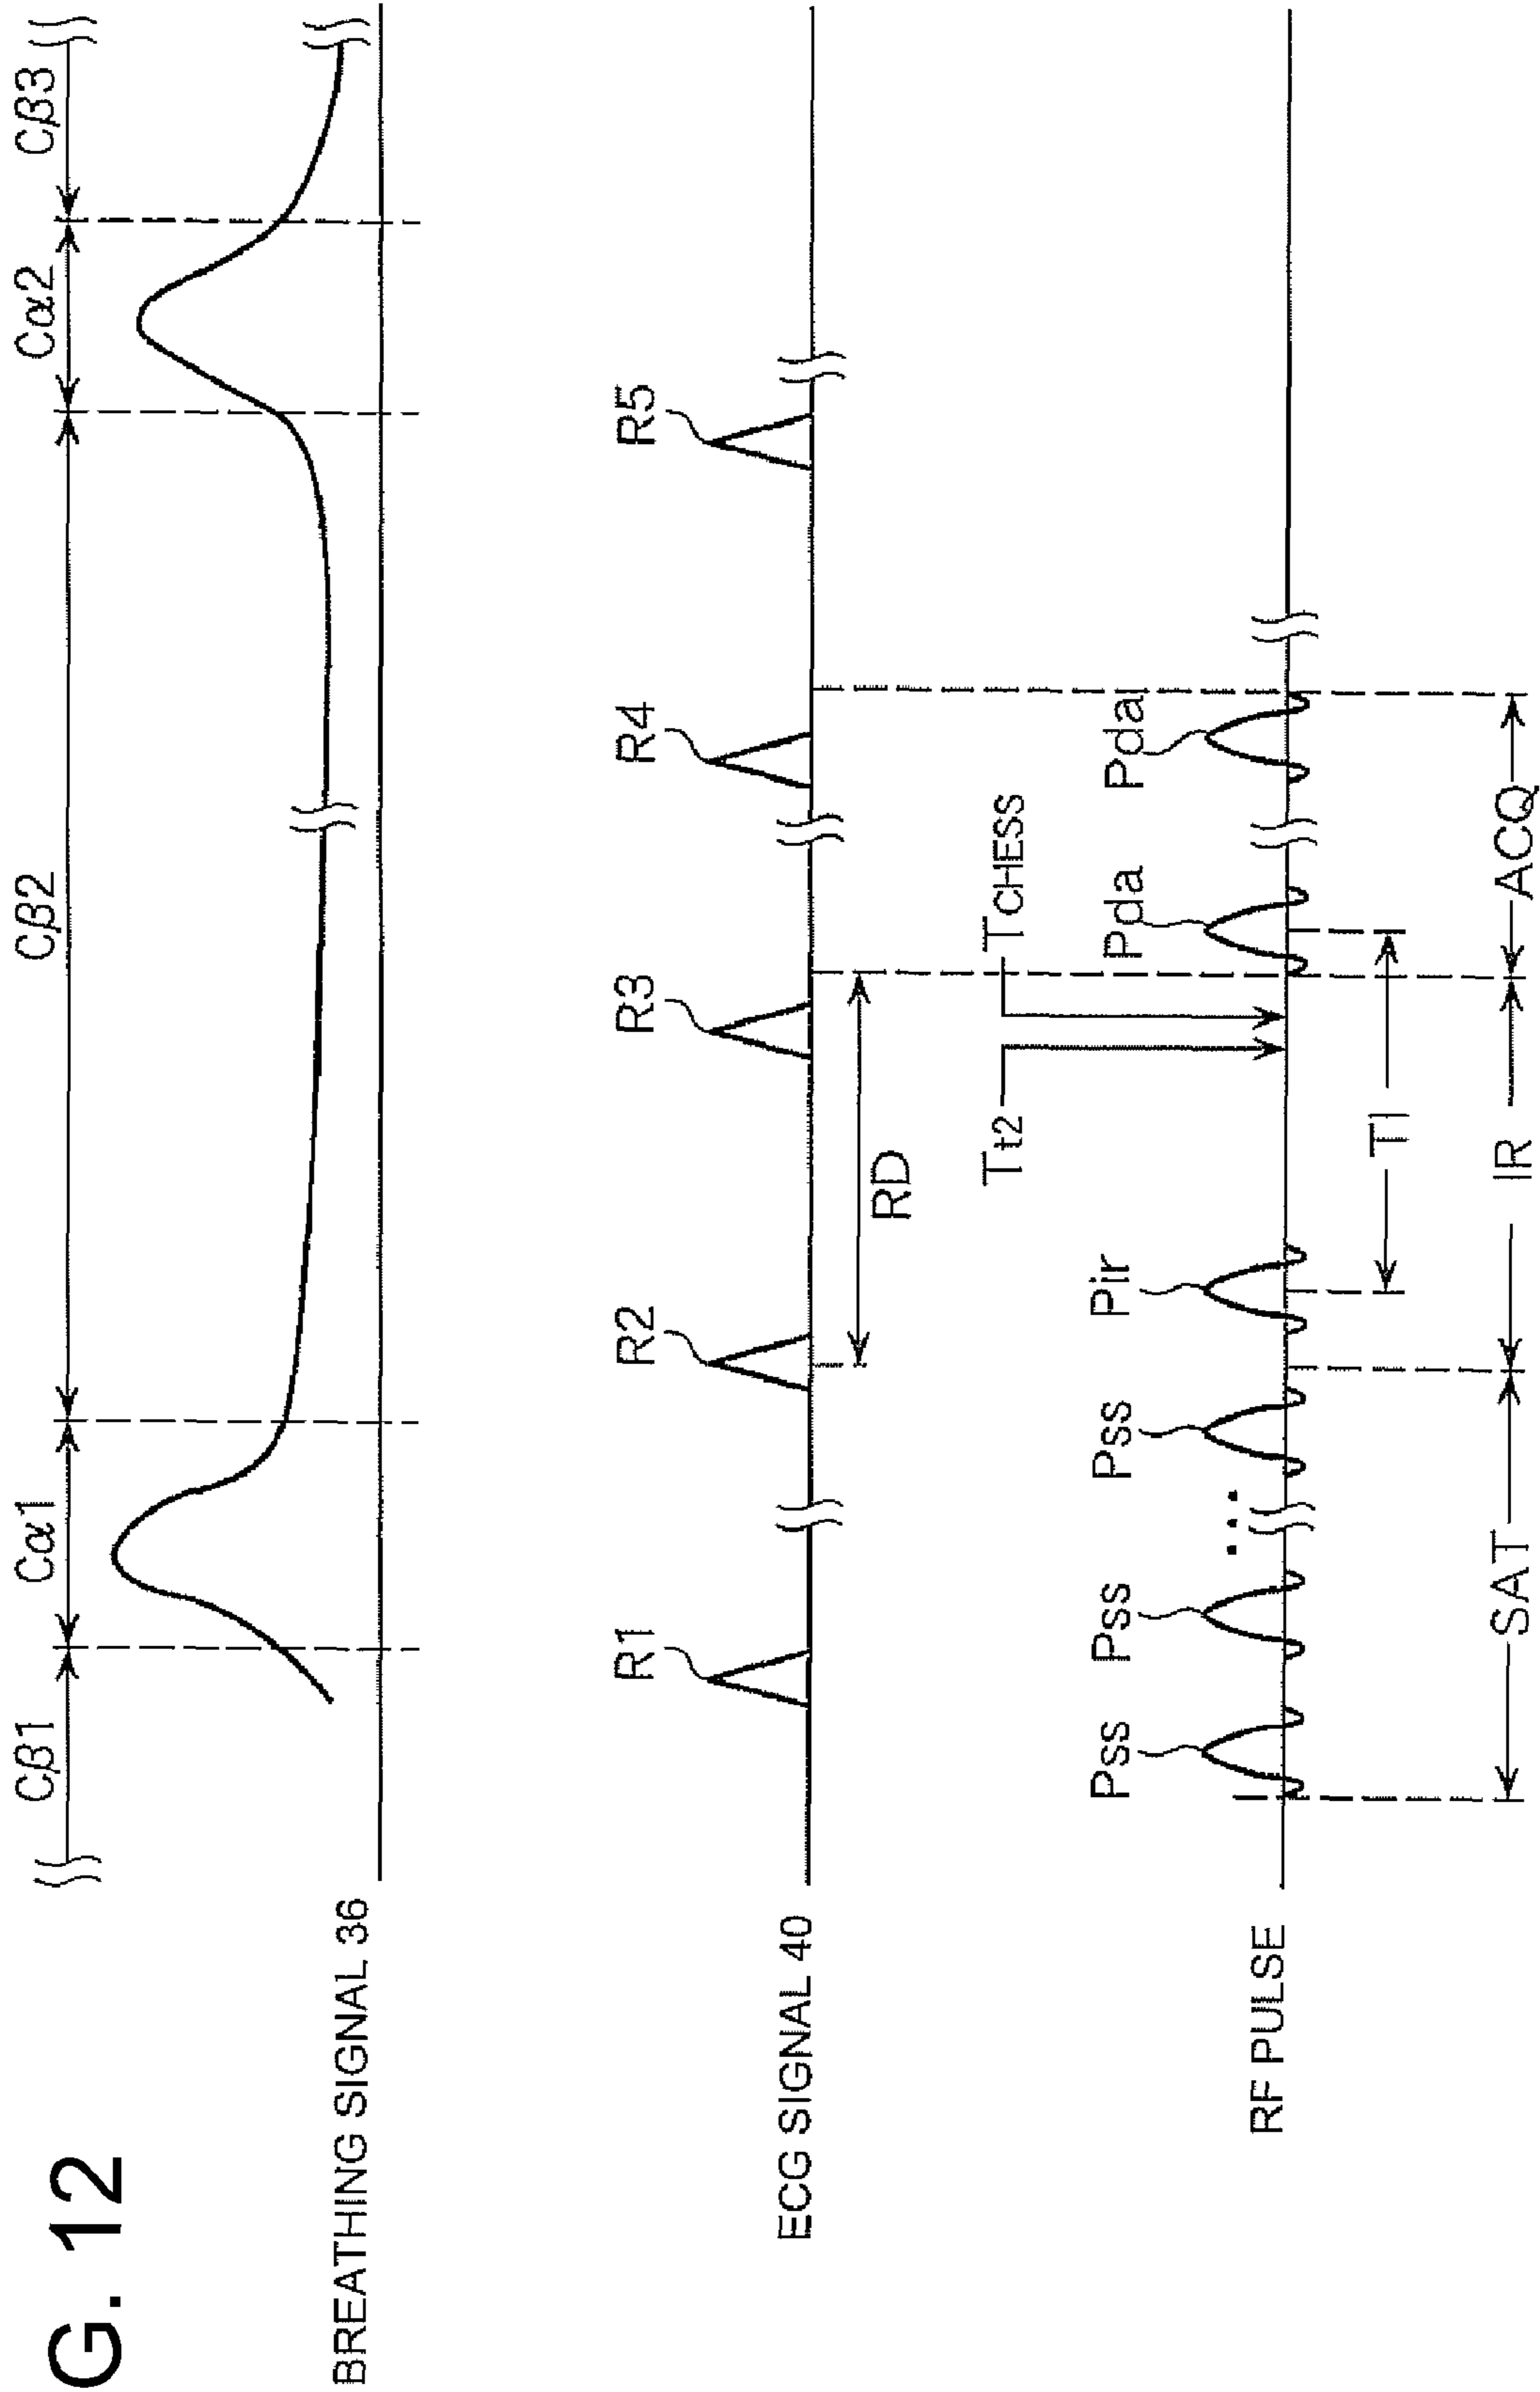 G. 12
Cβ1 Cα1 Cβ2 Cα2 Cβ3
BREATHING SIGNAL 36
R1 R2 R3 R4 R5
ECG SIGNAL 40
RD
Tt2 TCHESS
Pss Pss ... Pss Pir Pda Pda
RF PULSE
TI
SAT IR ACQ